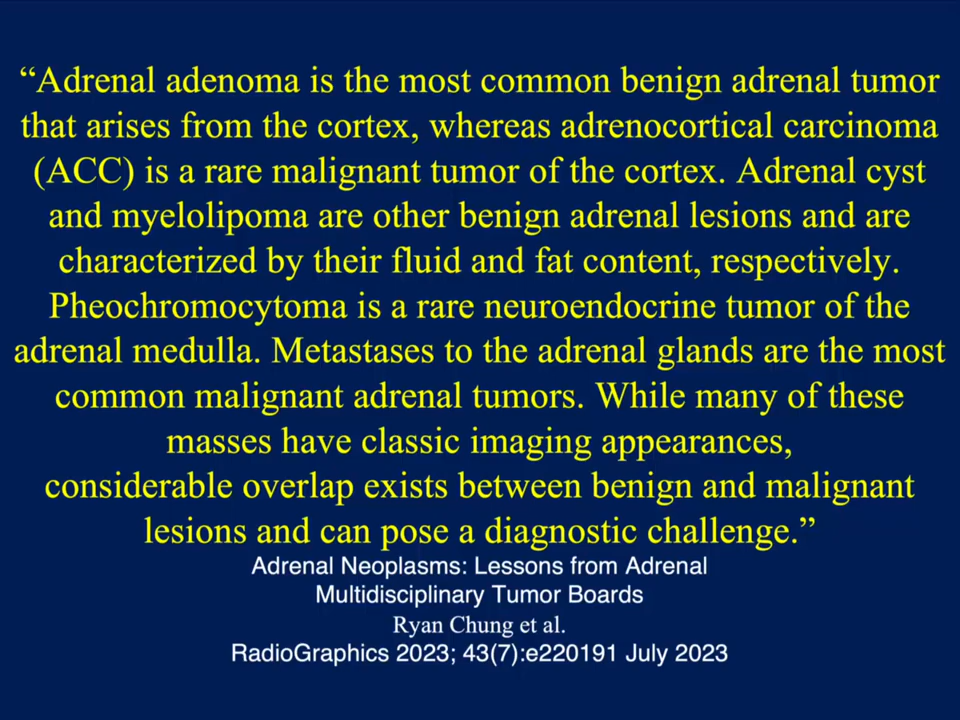 “Adrenal adenoma is the most common benign adrenal tumor
that arises from the cortex, whereas adrenocortical carcinoma
(ACC) is a rare malignant tumor of the cortex. Adrenal cyst
and myelolipoma are other benign adrenal lesions and are
characterized by their fluid and fat content, respectively.
Pheochromocytoma is a rare neuroendocrine tumor of the
adrenal medulla. Metastases to the adrenal glands are the most
common malignant adrenal tumors. While many of these
masses have classic imaging appearances,
considerable overlap exists between benign and malignant
lesions and can pose a diagnostic challenge.”
Adrenal Neoplasms: Lessons from Adrenal
Multidisciplinary Tumor Boards
Ryan Chung et al.
RadioGraphics 2023; 43(7):e220191 July 2023